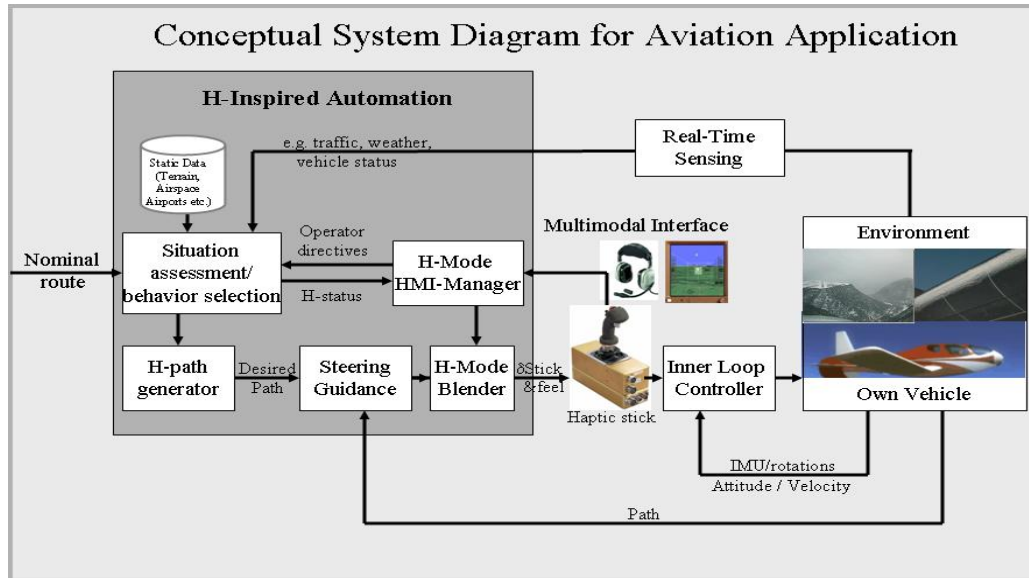 Conceptual System Diagram for Aviation Application
H-Inspired Automation
Static Data
(Terrain,
Airspace
Airports etc.)
e.g. traffic, weather,
vehicle status
Real-Time
Sensing
Nominal
route
Situation
assessment/
behavior selection
Operator
directives
H-status
H-Mode
HMI-Manager
Multimodal Interface
Environment
H-path
generator
Desired
Path
Steering
Guidance
H-Mode
Blender
δStick
&feel
Haptic stick
Inner Loop
Controller
Own Vehicle
IMU/rotations
Attitude / Velocity
Path